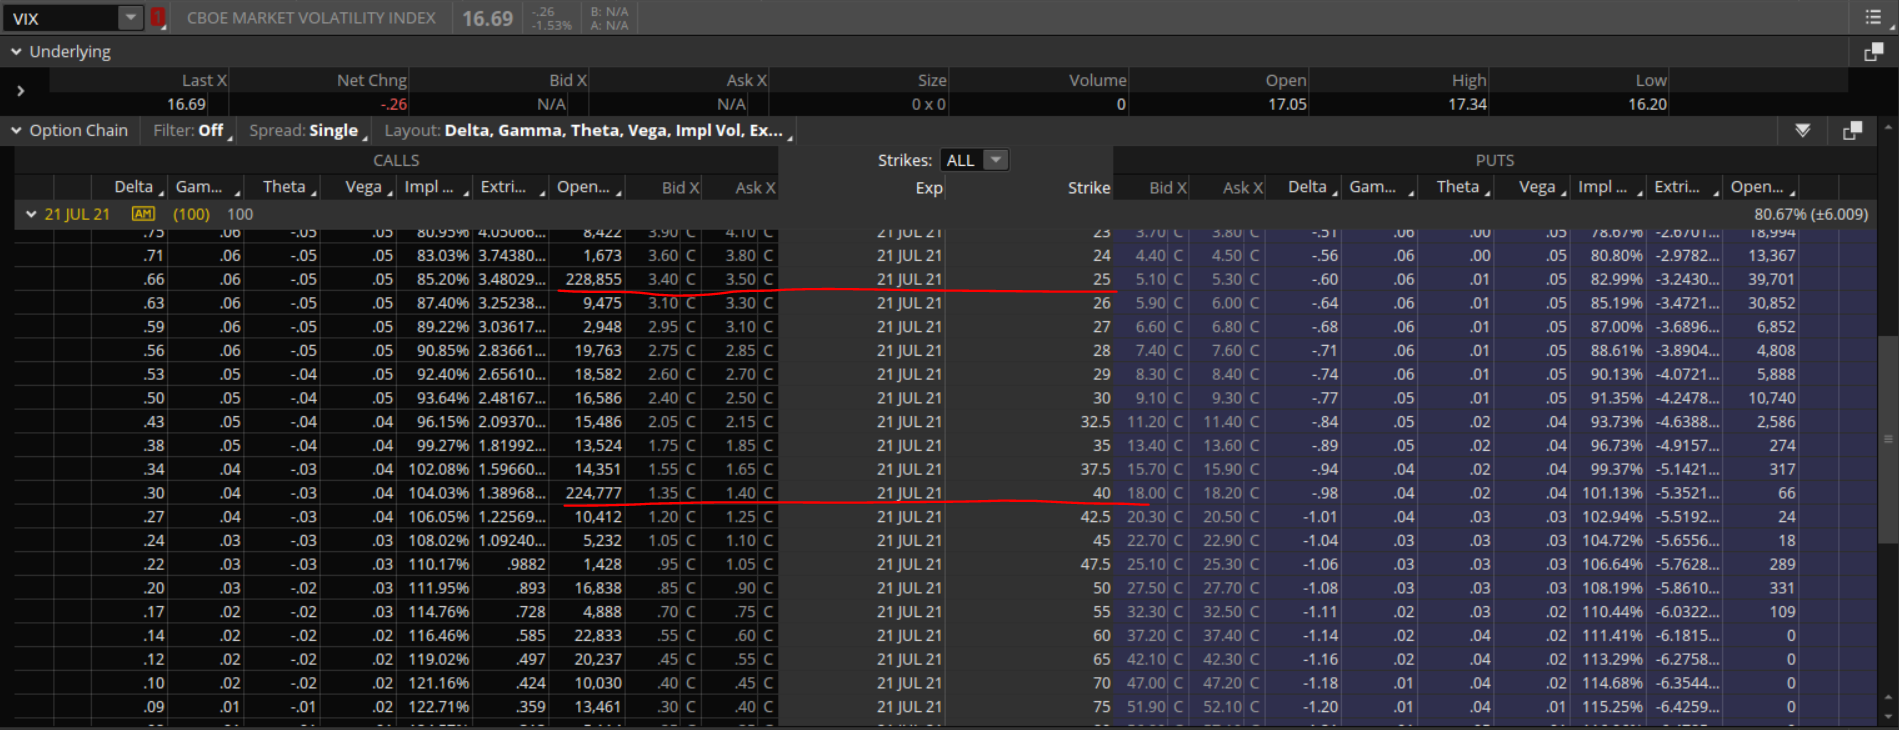 VIX 1 CBOE MARKET VOLATILITY INDEX 16.69 -.26 -1.53% B: N/A A: N/A
Underlying
Last X Net Chng Bid X Ask X Size Volume Open High Low
16.69 -.26 N/A N/A 0 x 0 0 17.05 17.34 16.20
Option Chain Filter: Off Spread: Single Layout: Delta, Gamma, Theta, Vega, Impl Vol, Ex...
CALLS Strikes: ALL PUTS
Delta Gam... Theta Vega Impl ... Extri... Open... Bid X Ask X Exp Strike Bid X Ask X Delta Gam... Theta Vega Impl ... Extri... Open...
21 JUL 21 AM (100) 100 80.67% (±6.009)
.75 .06 -.05 .05 80.95% 4.05066... 8,422 3.90 C 4.10 C 21 JUL 21 23 3.70 C 3.80 C -.51 .06 .00 .05 78.67% -2.6701... 18,994
.71 .06 -.05 .05 83.03% 3.74380... 1,673 3.60 C 3.80 C 21 JUL 21 24 4.40 C 4.50 C -.56 .06 .00 .05 80.80% -2.9782... 13,367
.66 .06 -.05 .05 85.20% 3.48029... 228,855 3.40 C 3.50 C 21 JUL 21 25 5.10 C 5.30 C -.60 .06 .01 .05 82.99% -3.2430... 39,701
.63 .06 -.05 .05 87.40% 3.25238... 9,475 3.10 C 3.30 C 21 JUL 21 26 5.90 C 6.00 C -.64 .06 .01 .05 85.19% -3.4721... 30,852
.59 .06 -.05 .05 89.22% 3.03617... 2,948 2.95 C 3.10 C 21 JUL 21 27 6.60 C 6.80 C -.68 .06 .01 .05 87.00% -3.6896... 6,852
.56 .06 -.05 .05 90.85% 2.83661... 19,763 2.75 C 2.85 C 21 JUL 21 28 7.40 C 7.60 C -.71 .06 .01 .05 88.61% -3.8904... 4,808
.53 .05 -.04 .05 92.40% 2.65610... 18,582 2.60 C 2.70 C 21 JUL 21 29 8.30 C 8.40 C -.74 .06 .01 .05 90.13% -4.0721... 5,888
.50 .05 -.04 .05 93.64% 2.48167... 16,586 2.40 C 2.50 C 21 JUL 21 30 9.10 C 9.30 C -.77 .05 .01 .05 91.35% -4.2478... 10,740
.43 .05 -.04 .05 96.15% 2.09370... 15,486 2.05 C 2.15 C 21 JUL 21 32.5 11.20 C 11.40 C -.84 .05 .02 .04 93.73% -4.6388... 2,586
.38 .05 -.04 .04 99.27% 1.81992... 13,524 1.75 C 1.85 C 21 JUL 21 35 13.40 C 13.60 C -.89 .05 .02 .04 96.73% -4.9157... 274
.34 .04 -.03 .04 102.08% 1.59660... 14,351 1.55 C 1.65 C 21 JUL 21 37.5 15.70 C 15.90 C -.94 .04 .02 .04 99.37% -5.1421... 317
.30 .04 -.03 .04 104.03% 1.38968... 224,777 1.35 C 1.40 C 21 JUL 21 40 18.00 C 18.20 C -.98 .04 .02 .04 101.13% -5.3521... 66
.27 .04 -.03 .04 106.05% 1.22569... 10,412 1.20 C 1.25 C 21 JUL 21 42.5 20.30 C 20.50 C -1.01 .04 .03 .03 102.94% -5.5192... 24
.24 .04 -.03 .03 108.02% 1.09240... 5,232 1.05 C 1.10 C 21 JUL 21 45 22.70 C 22.90 C -1.04 .03 .03 .03 104.72% -5.6556... 18
.22 .03 -.03 .03 110.17% .9882 1,428 .95 C 1.05 C 21 JUL 21 47.5 25.10 C 25.30 C -1.06 .03 .03 .03 106.64% -5.7628... 289
.20 .03 -.02 .03 111.95% .893 16,838 .85 C .90 C 21 JUL 21 50 27.50 C 27.70 C -1.08 .03 .03 .03 108.19% -5.8610... 331
.17 .02 -.02 .03 114.76% .728 4,888 .70 C .75 C 21 JUL 21 55 32.30 C 32.50 C -1.11 .02 .03 .03 110.44% -6.0322... 109
.14 .02 -.02 .02 116.46% .585 22,833 .55 C .60 C 21 JUL 21 60 37.20 C 37.40 C -1.14 .02 .04 .02 111.41% -6.1815... 0
.12 .02 -.02 .02 119.02% .497 20,237 .45 C .55 C 21 JUL 21 65 42.10 C 42.30 C -1.16 .02 .04 .02 113.29% -6.2758... 0
.10 .02 -.02 .02 121.16% .424 10,030 .40 C .45 C 21 JUL 21 70 47.00 C 47.20 C -1.18 .01 .04 .02 114.68% -6.3544... 0
.09 .01 -.01 .02 122.71% .359 13,461 .30 C .40 C 21 JUL 21 75 51.90 C 52.10 C -1.20 .01 .04 .01 115.25% -6.4259... 0